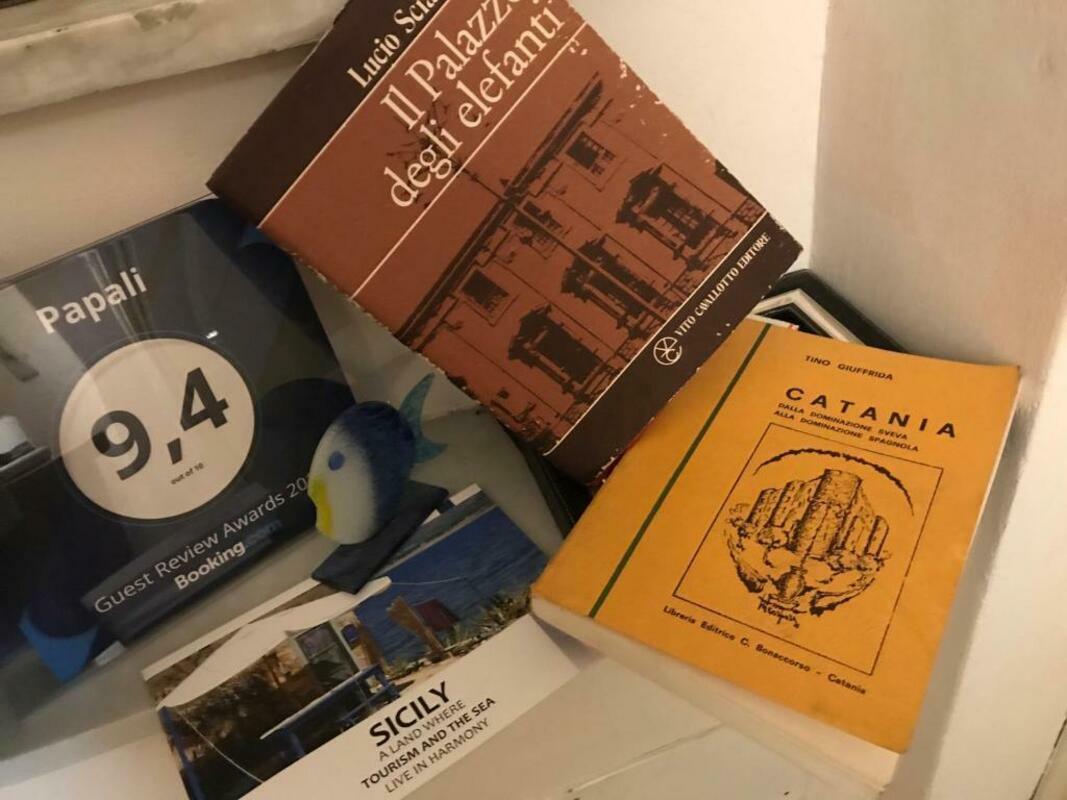 Lucio
Il Palazzo
degli elefanti
VITO CAVALLOTTO EDITORE
Papali
9,4
out of 10
Guest Review Awards
Booking.com
TINO GIUFFRIDA
CATANIA
DALLA DOMINAZIONE SVEVA
ALLA DOMINAZIONE SPAGNOLA
Libreria Editrice C. Bonaccorso - Catania
SICILY
A LAND WHERE
TOURISM AND THE SEA
LIVE IN HARMONY